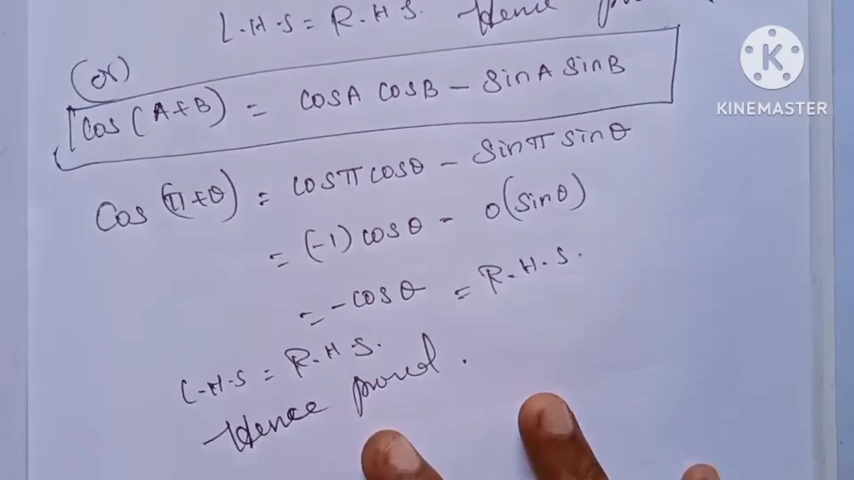 L.H.S = R.H.S. Hence
(or)
Cos (A+B) = cosA cosB - sinA sinB
Cos (π+θ) = cosπ cosθ - sinπ sinθ
= (-1) cosθ - 0(sinθ)
= -cosθ = R.H.S.
L.H.S = R.H.S.
Hence proved.
K
KINEMASTER